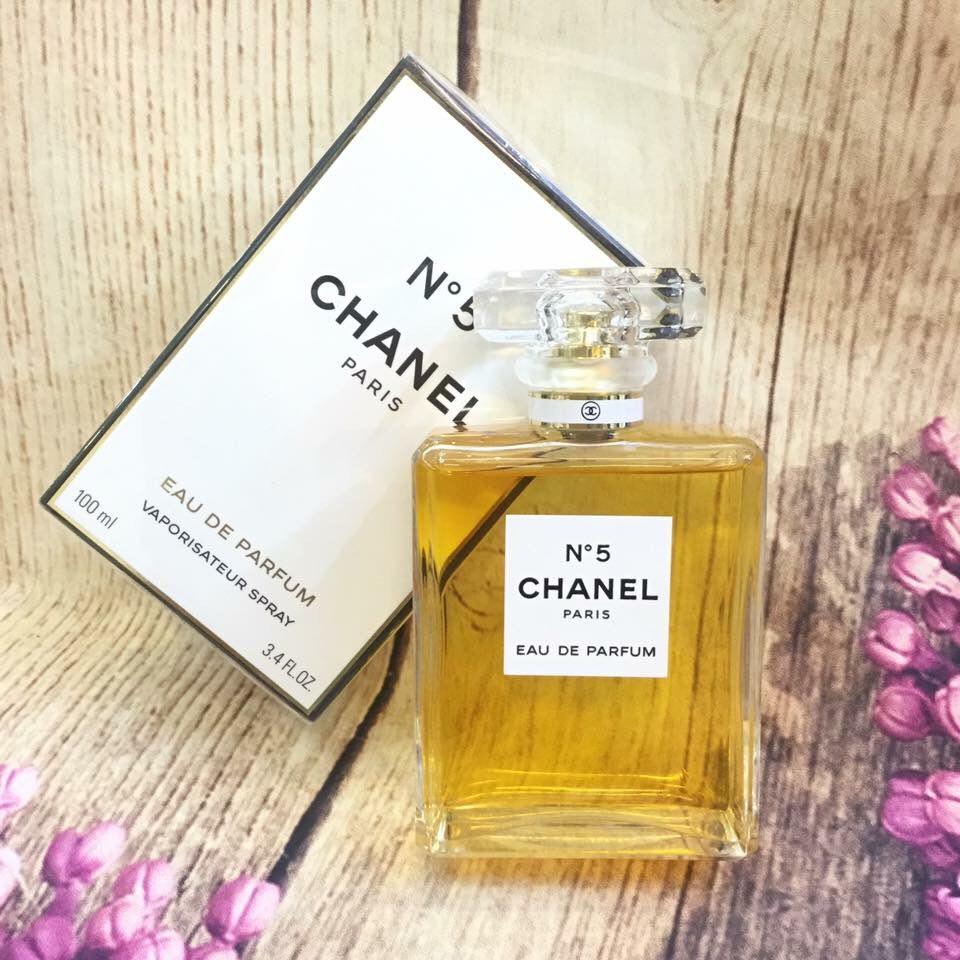 N°5
CHANEL
PARIS
EAU DE PARFUM
VAPORISATEUR SPRAY
100 ml
3.4 FL.OZ.
N°5
CHANEL
PARIS
EAU DE PARFUM